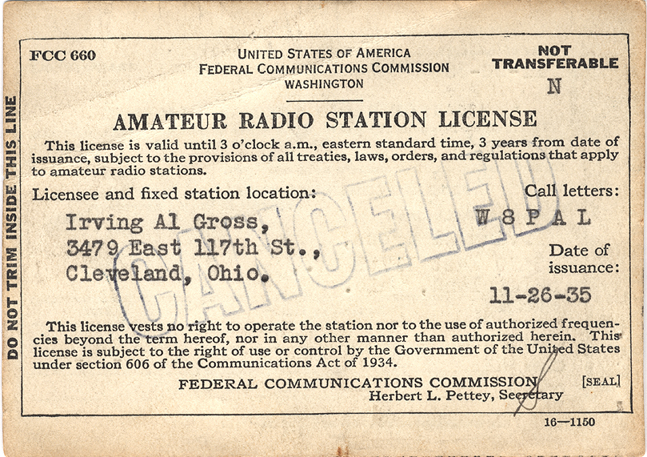 FCC 660
UNITED STATES OF AMERICA
FEDERAL COMMUNICATIONS COMMISSION
WASHINGTON
NOT
TRANSFERABLE
N
AMATEUR RADIO STATION LICENSE
This license is valid until 3 o'clock a.m., eastern standard time, 3 years from date of
issuance, subject to the provisions of all treaties, laws, orders, and regulations that apply
to amateur radio stations.
Licensee and fixed station location:
Irving Al Gross,
3479 East 117th St.,
Cleveland, Ohio.
Call letters:
W 8 P A L
Date of
issuance:
11-26-35
CANCELED
This license vests no right to operate the station nor to the use of authorized frequen-
cies beyond the term hereof, nor in any other manner than authorized herein. This
license is subject to the right of use or control by the Government of the United States
under section 606 of the Communications Act of 1934.
FEDERAL COMMUNICATIONS COMMISSION
[SEAL]
Herbert L. Pettey, Secretary
16—1150
DO NOT TRIM INSIDE THIS LINE